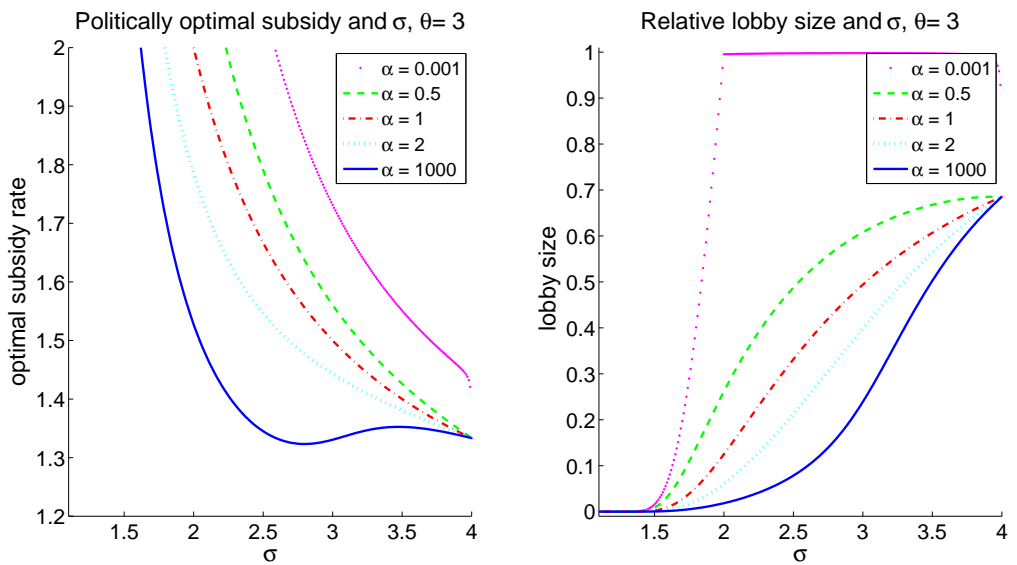 Politically optimal subsidy and σ, θ= 3
2
1.9
1.8
1.7
1.6
1.5
1.4
1.3
1.2
optimal subsidy rate
1.5 2 2.5 3 3.5 4
σ
α = 0.001
α = 0.5
α = 1
α = 2
α = 1000
Relative lobby size and σ, θ= 3
1
0.9
0.8
0.7
0.6
0.5
0.4
0.3
0.2
0.1
0
lobby size
1.5 2 2.5 3 3.5 4
σ
α = 0.001
α = 0.5
α = 1
α = 2
α = 1000